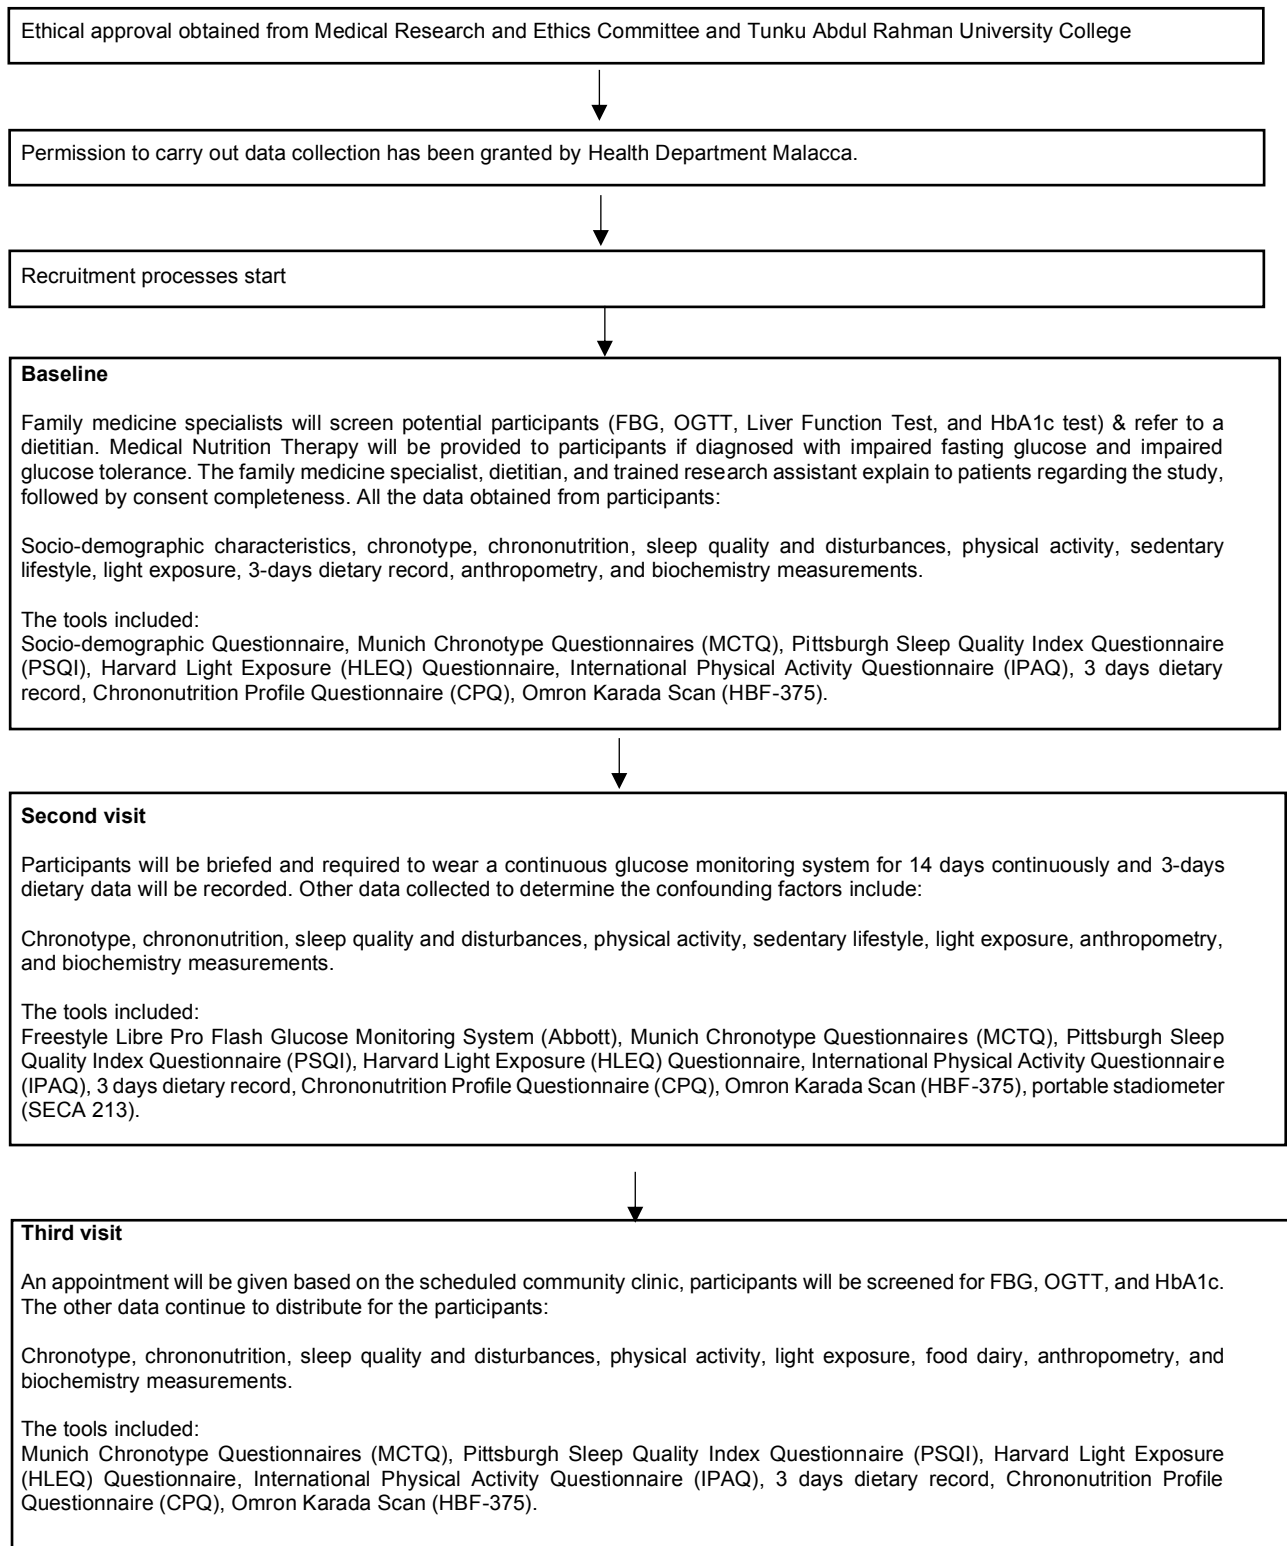 Ethical approval obtained from Medical Research and Ethics Committee and Tunku Abdul Rahman University College
Permission to carry out data collection has been granted by Health Department Malacca.
Recruitment processes start
Baseline
Family medicine specialists will screen potential participants (FBG, OGTT, Liver Function Test, and HbA1c test) & refer to a
dietitian. Medical Nutrition Therapy will be provided to participants if diagnosed with impaired fasting glucose and impaired
glucose tolerance. The family medicine specialist, dietitian, and trained research assistant explain to patients regarding the study,
followed by consent completeness. All the data obtained from participants:
Socio-demographic characteristics, chronotype, chrononutrition, sleep quality and disturbances, physical activity, sedentary
lifestyle, light exposure, 3-days dietary record, anthropometry, and biochemistry measurements.
The tools included:
Socio-demographic Questionnaire, Munich Chronotype Questionnaires (MCTQ), Pittsburgh Sleep Quality Index Questionnaire
(PSQI), Harvard Light Exposure (HLEQ) Questionnaire, International Physical Activity Questionnaire (IPAQ), 3 days dietary
record, Chrononutrition Profile Questionnaire (CPQ), Omron Karada Scan (HBF-375).
Second visit
Participants will be briefed and required to wear a continuous glucose monitoring system for 14 days continuously and 3-days
dietary data will be recorded. Other data collected to determine the confounding factors include:
Chronotype, chrononutrition, sleep quality and disturbances, physical activity, sedentary lifestyle, light exposure, anthropometry,
and biochemistry measurements.
The tools included:
Freestyle Libre Pro Flash Glucose Monitoring System (Abbott), Munich Chronotype Questionnaires (MCTQ), Pittsburgh Sleep
Quality Index Questionnaire (PSQI), Harvard Light Exposure (HLEQ) Questionnaire, International Physical Activity Questionnaire
(IPAQ), 3 days dietary record, Chrononutrition Profile Questionnaire (CPQ), Omron Karada Scan (HBF-375), portable stadiometer
(SECA 213).
Third visit
An appointment will be given based on the scheduled community clinic, participants will be screened for FBG, OGTT, and HbA1c.
The other data continue to distribute for the participants:
Chronotype, chrononutrition, sleep quality and disturbances, physical activity, light exposure, food dairy, anthropometry, and
biochemistry measurements.
The tools included:
Munich Chronotype Questionnaires (MCTQ), Pittsburgh Sleep Quality Index Questionnaire (PSQI), Harvard Light Exposure
(HLEQ) Questionnaire, International Physical Activity Questionnaire (IPAQ), 3 days dietary record, Chrononutrition Profile
Questionnaire (CPQ), Omron Karada Scan (HBF-375).